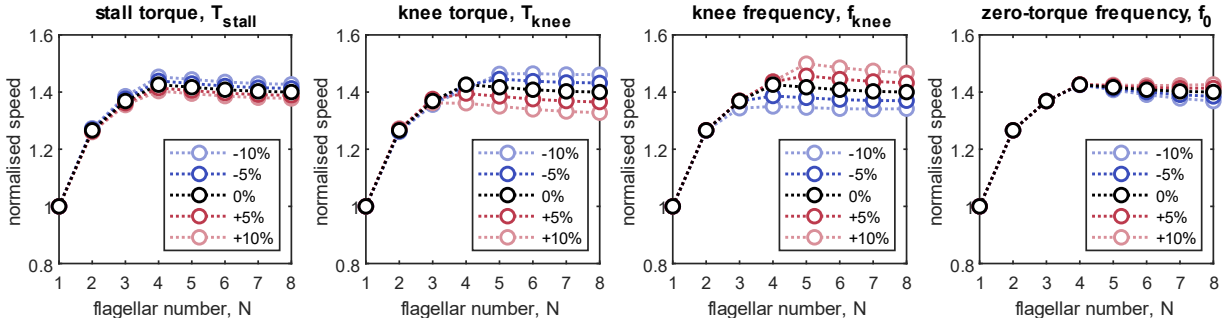 stall torque, T_stall
1.6
1.4
1.2
1
0.8
normalised speed
-10%
-5%
0%
+5%
+10%
1 2 3 4 5 6 7 8
flagellar number, N
knee torque, T_knee
1.6
1.4
1.2
1
0.8
normalised speed
-10%
-5%
0%
+5%
+10%
1 2 3 4 5 6 7 8
flagellar number, N
knee frequency, f_knee
1.6
1.4
1.2
1
0.8
normalised speed
-10%
-5%
0%
+5%
+10%
1 2 3 4 5 6 7 8
flagellar number, N
zero-torque frequency, f_0
1.6
1.4
1.2
1
0.8
normalised speed
-10%
-5%
0%
+5%
+10%
1 2 3 4 5 6 7 8
flagellar number, N